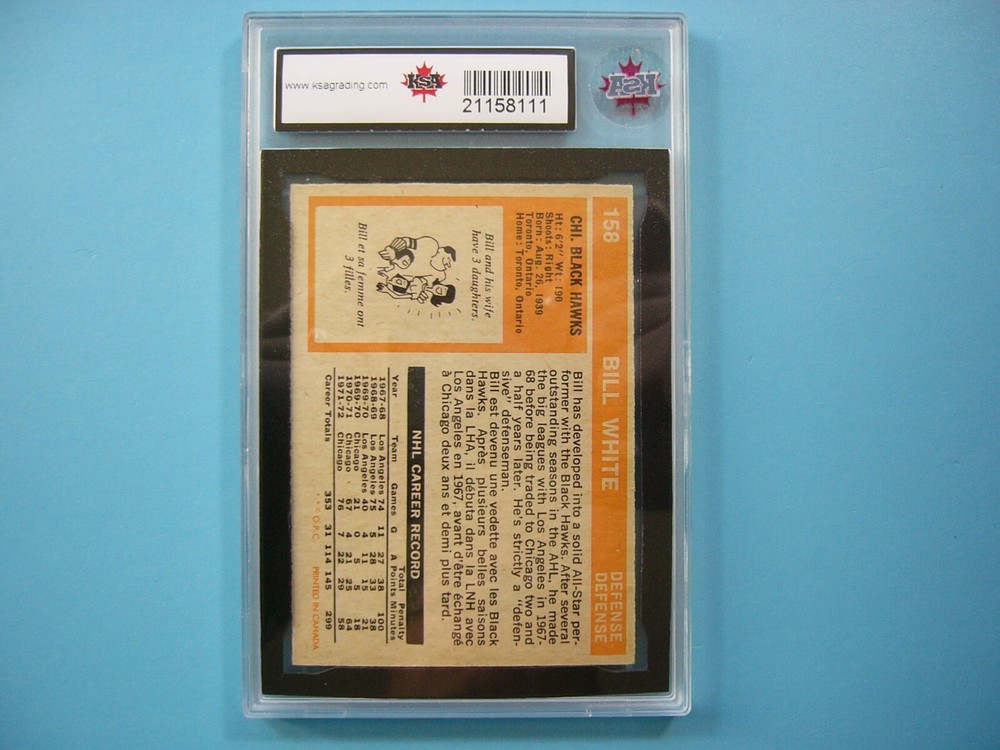 www.ksagrading.com
KSA
21158111
KSA
158 BILL WHITE DEFENSE
DEFENSE
CHI. BLACK HAWKS
Ht: 6'2" Wt: 190
Shoots: Right
Born: Aug. 26, 1939
Toronto, Ontario
Home: Toronto, Ontario
Bill and his wife
have 3 daughters.
Bill et sa femme ont
3 filles.
Bill has developed into a solid All-Star per-
former with the Black Hawks. After several
outstanding seasons in the AHL, he made
the big leagues with Los Angeles in 1967-
68 before being traded to Chicago two and
a half years later. He's strictly a "defen-
sive" defenseman.
Bill est devenu une vedette avec les Black
Hawks. Après plusieurs belles saisons
dans la LHA, il débuta dans la LNH avec
Los Angeles en 1967, avant d'être échangé
à Chicago deux ans et demi plus tard.
NHL CAREER RECORD
Total Penalty
Year Team Games G A Points Minutes
1967-68 Los Angeles 74 11 27 38 100
1968-69 Los Angeles 75 5 28 33 38
1969-70 Los Angeles 40 4 11 15 21
1969-70 Chicago 21 0 5 5 18
1970-71 Chicago 67 4 21 25 64
1971-72 Chicago 76 7 22 29 58
Career Totals 353 31 114 145 299
* * © O.P.C. PRINTED IN CANADA